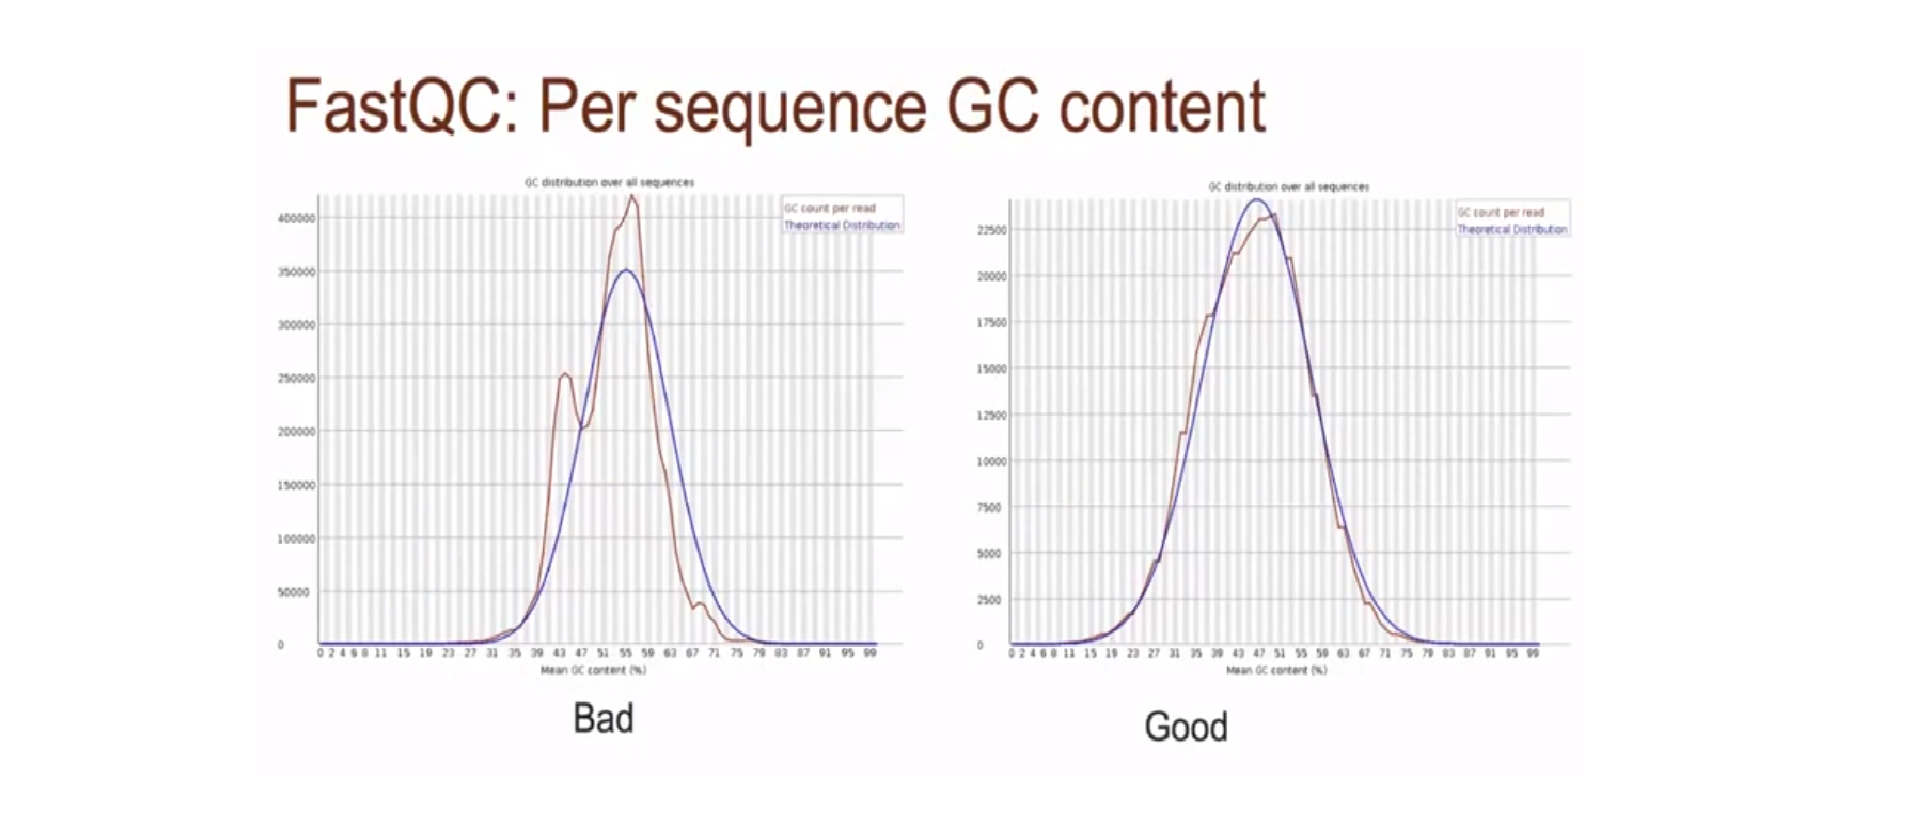 FastQC: Per sequence GC content
GC distribution over all sequences
GC count per read
Theoretical Distribution
400000
350000
300000
250000
200000
150000
100000
50000
0
0 2 4 6 8 11 15 19 23 27 31 35 39 43 47 51 55 59 63 67 71 75 79 83 87 91 95 99
Mean GC content (%)
Bad
GC distribution over all sequences
GC count per read
Theoretical Distribution
22500
20000
17500
15000
12500
10000
7500
5000
2500
0
0 2 4 6 8 11 15 19 23 27 31 35 39 43 47 51 55 59 63 67 71 75 79 83 87 91 95 99
Mean GC content (%)
Good